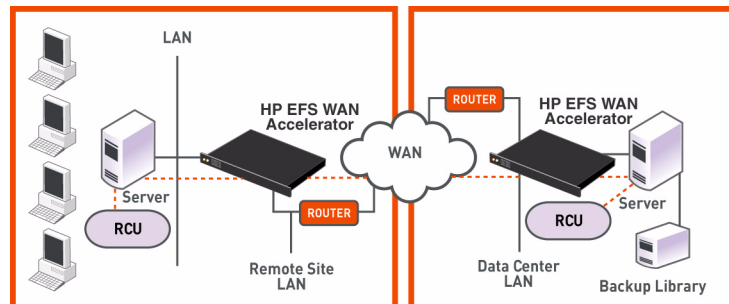 LAN
HP EFS WAN
Accelerator
Server
RCU
ROUTER
Remote Site
LAN
WAN
ROUTER
HP EFS WAN
Accelerator
Server
RCU
Data Center
LAN
Backup Library